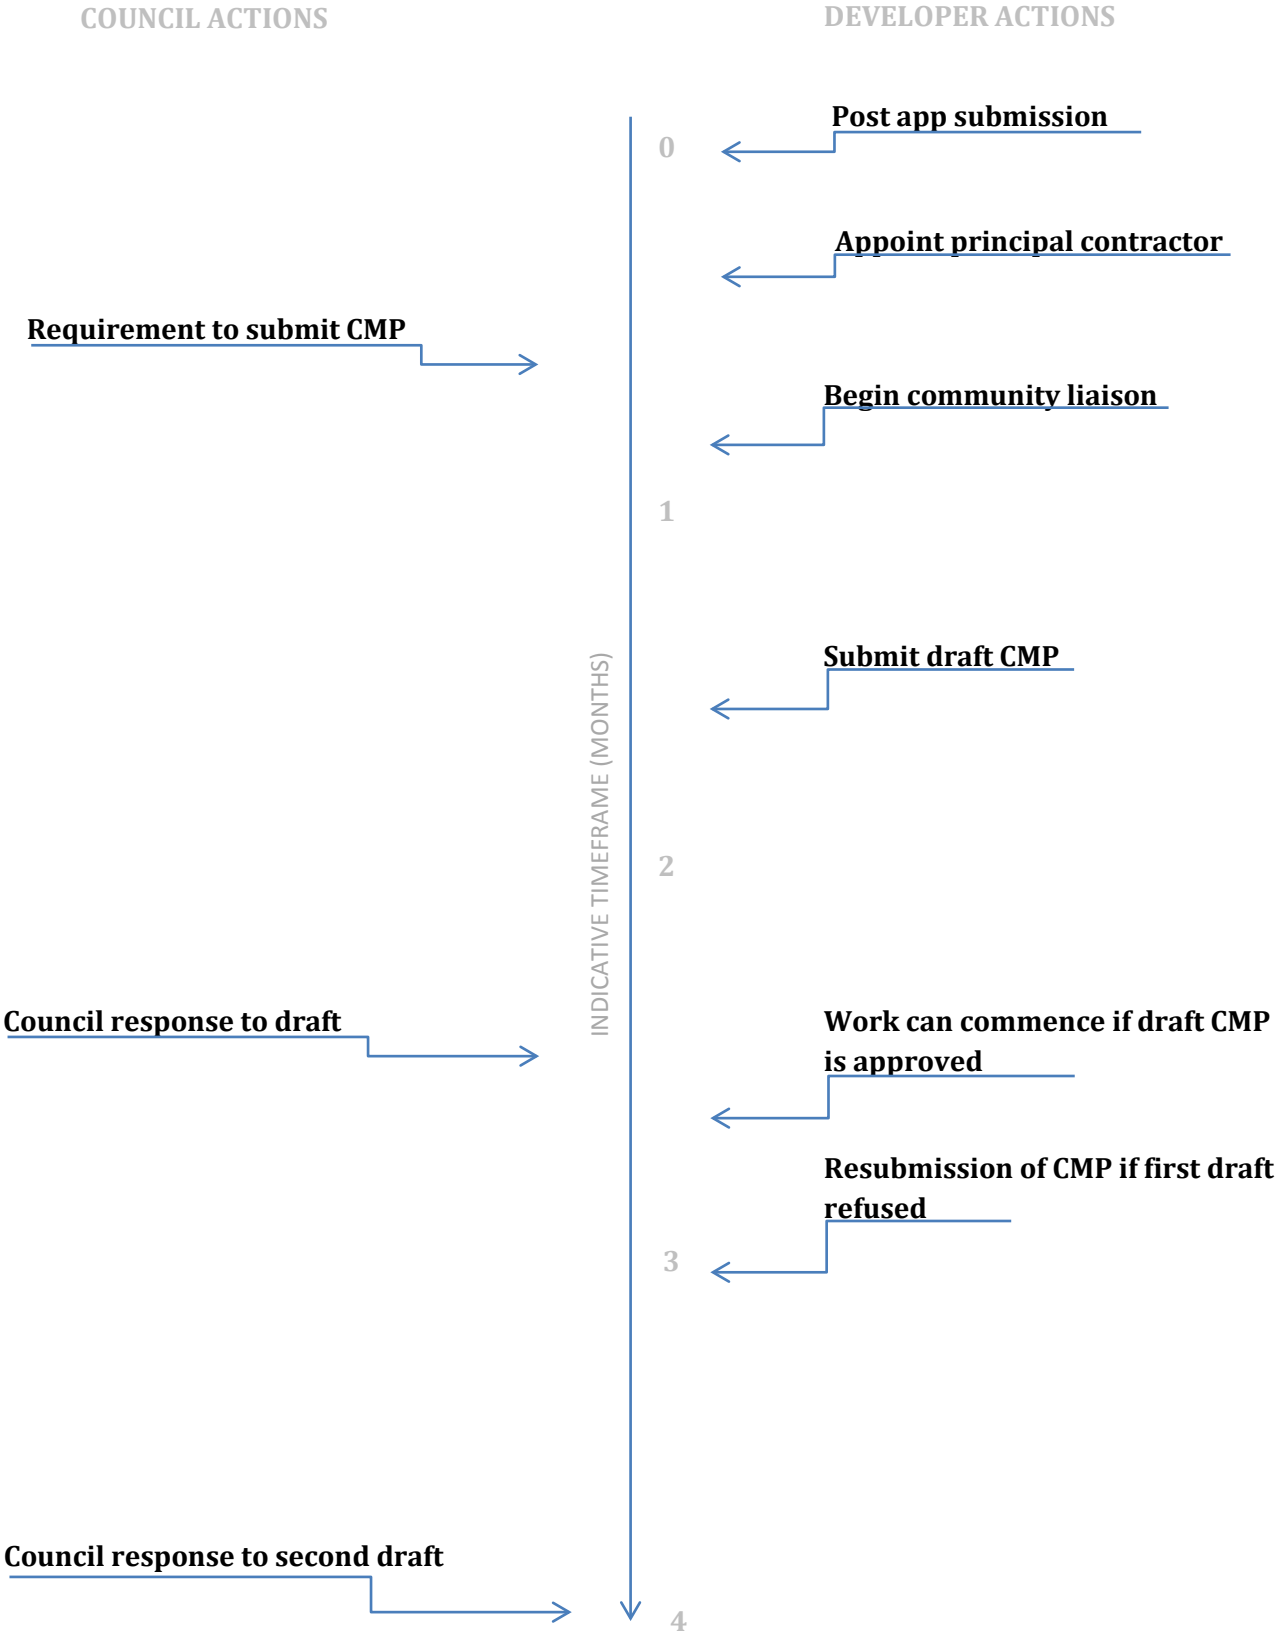 COUNCIL ACTIONS
DEVELOPER ACTIONS
Post app submission
0
Appoint principal contractor
Requirement to submit CMP
Begin community liaison
1
Submit draft CMP
INDICATIVE TIMEFRAME (MONTHS)
2
Council response to draft
Work can commence if draft CMP
is approved
Resubmission of CMP if first draft
refused
3
Council response to second draft
4